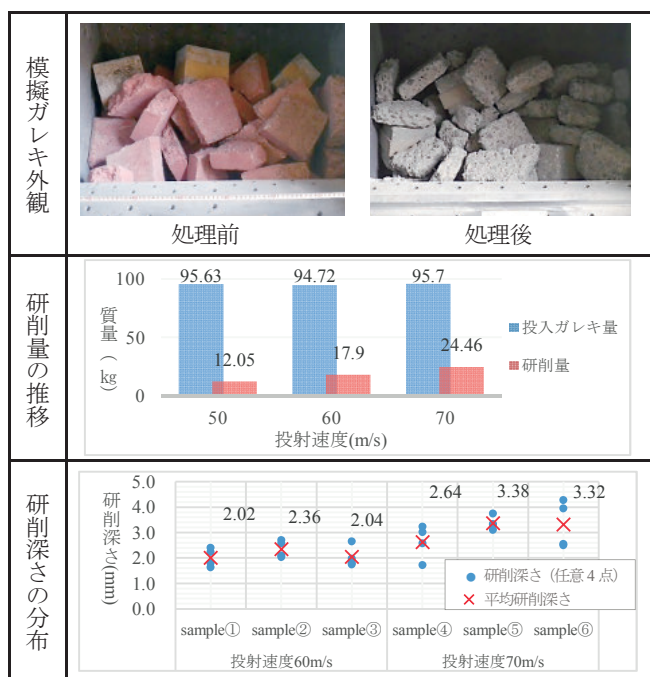 模擬ガレキ外観
処理前
処理後
研削量の推移
質量(kg)
100
50
0
95.63
12.05
94.72
17.9
95.7
24.46
50
60
70
投射速度(m/s)
投入ガレキ量
研削量
研削深さの分布
研削深さ(mm)
5.0
4.0
3.0
2.0
1.0
0.0
2.02
2.36
2.04
2.64
3.38
3.32
研削深さ（任意４点）
平均研削深さ
sample①
sample②
sample③
sample④
sample⑤
sample⑥
投射速度60m/s
投射速度70m/s